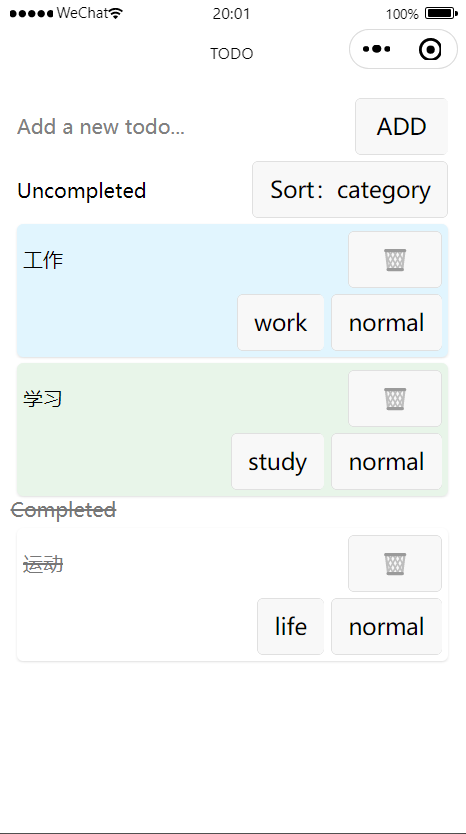 WeChat 20:01 100%
TODO
Add a new todo... ADD
Uncompleted Sort：category
工作
work normal
学习
study normal
Completed
运动
life normal